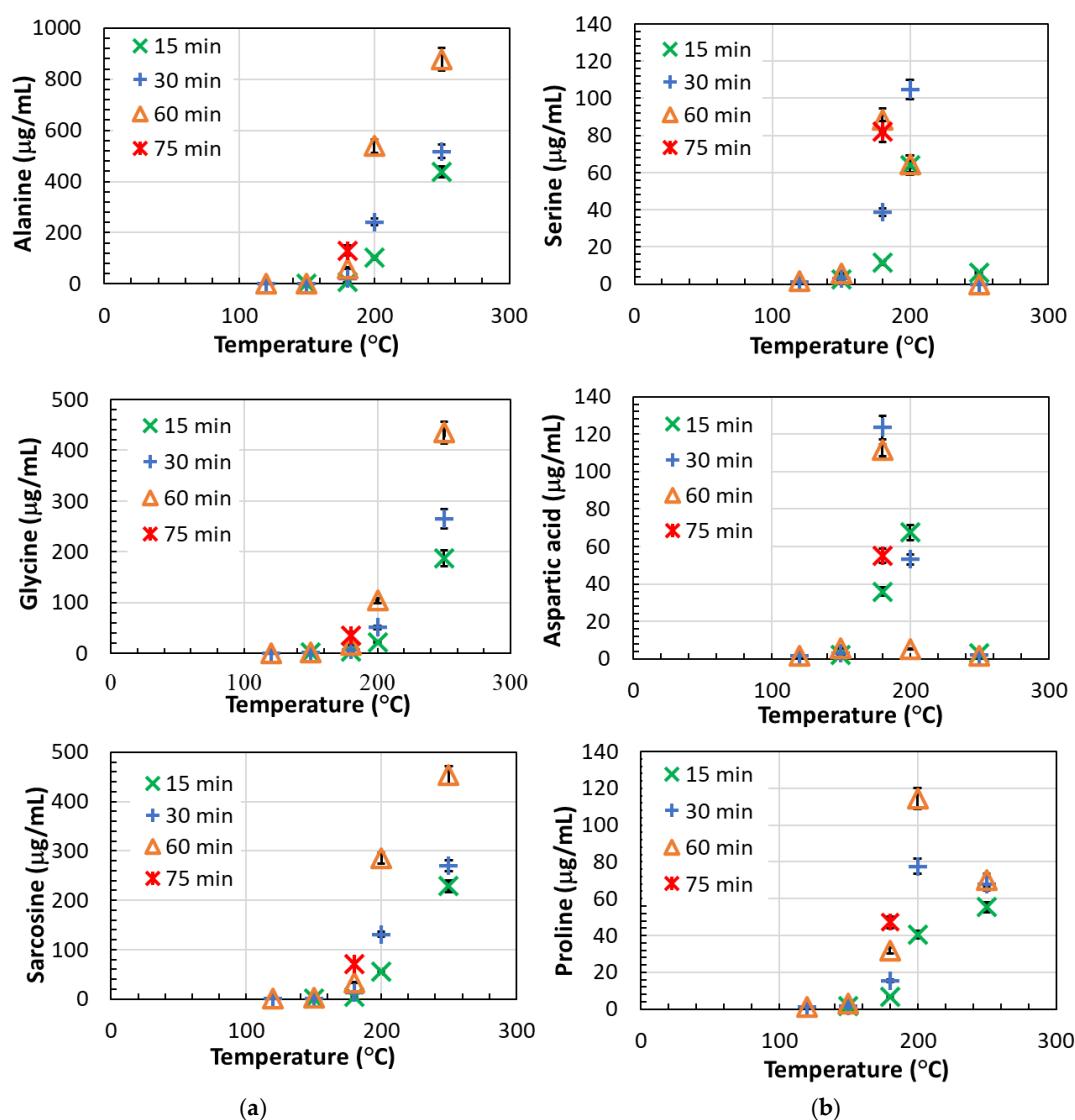 Alanine (µg/mL)
1000
800
600
400
200
0
15 min
30 min
60 min
75 min
0
100
200
300
Temperature (°C)
Serine (µg/mL)
140
120
100
80
60
40
20
0
15 min
30 min
60 min
75 min
0
100
200
300
Temperature (°C)
Glycine (µg/mL)
500
400
300
200
100
0
15 min
30 min
60 min
75 min
0
100
200
300
Temperature (°C)
Aspartic acid (µg/mL)
140
120
100
80
60
40
20
0
15 min
30 min
60 min
75 min
0
100
200
300
Temperature (°C)
Sarcosine (µg/mL)
500
400
300
200
100
0
15 min
30 min
60 min
75 min
0
100
200
300
Temperature (°C)
Proline (µg/mL)
140
120
100
80
60
40
20
0
15 min
30 min
60 min
75 min
0
100
200
300
Temperature (°C)
(a)
(b)